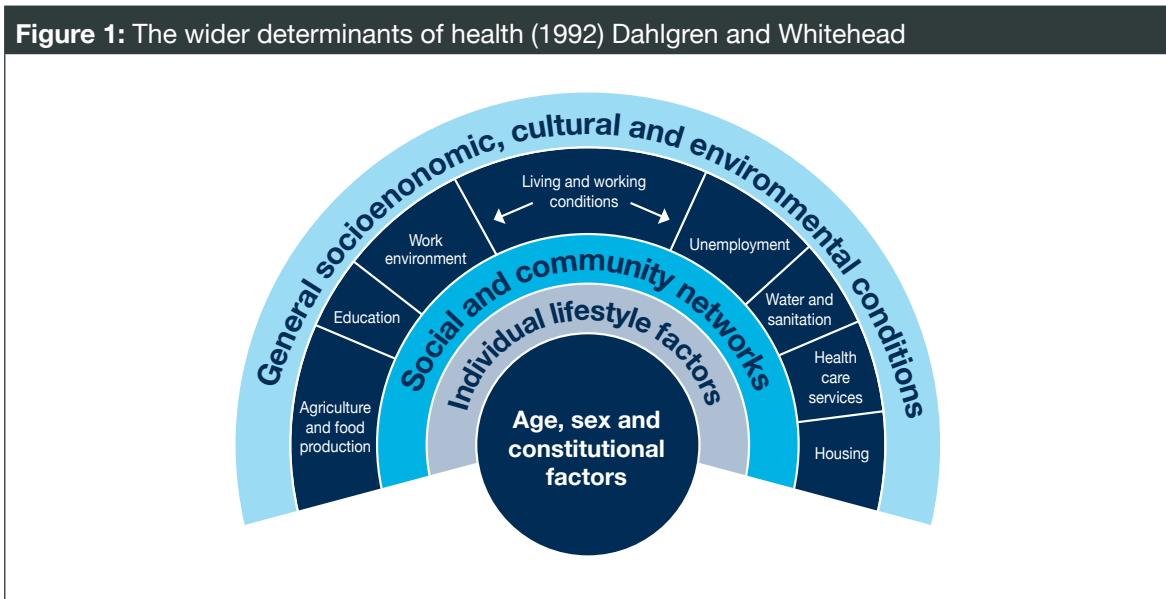 Figure 1: The wider determinants of health (1992) Dahlgren and Whitehead
General socioenonomic, cultural and environmental conditions
Living and working
conditions
Work
environment
Unemployment
Education
Water and
sanitation
Agriculture
and food
production
Health
care
services
Housing
Social and community networks
Individual lifestyle factors
Age, sex and
constitutional
factors